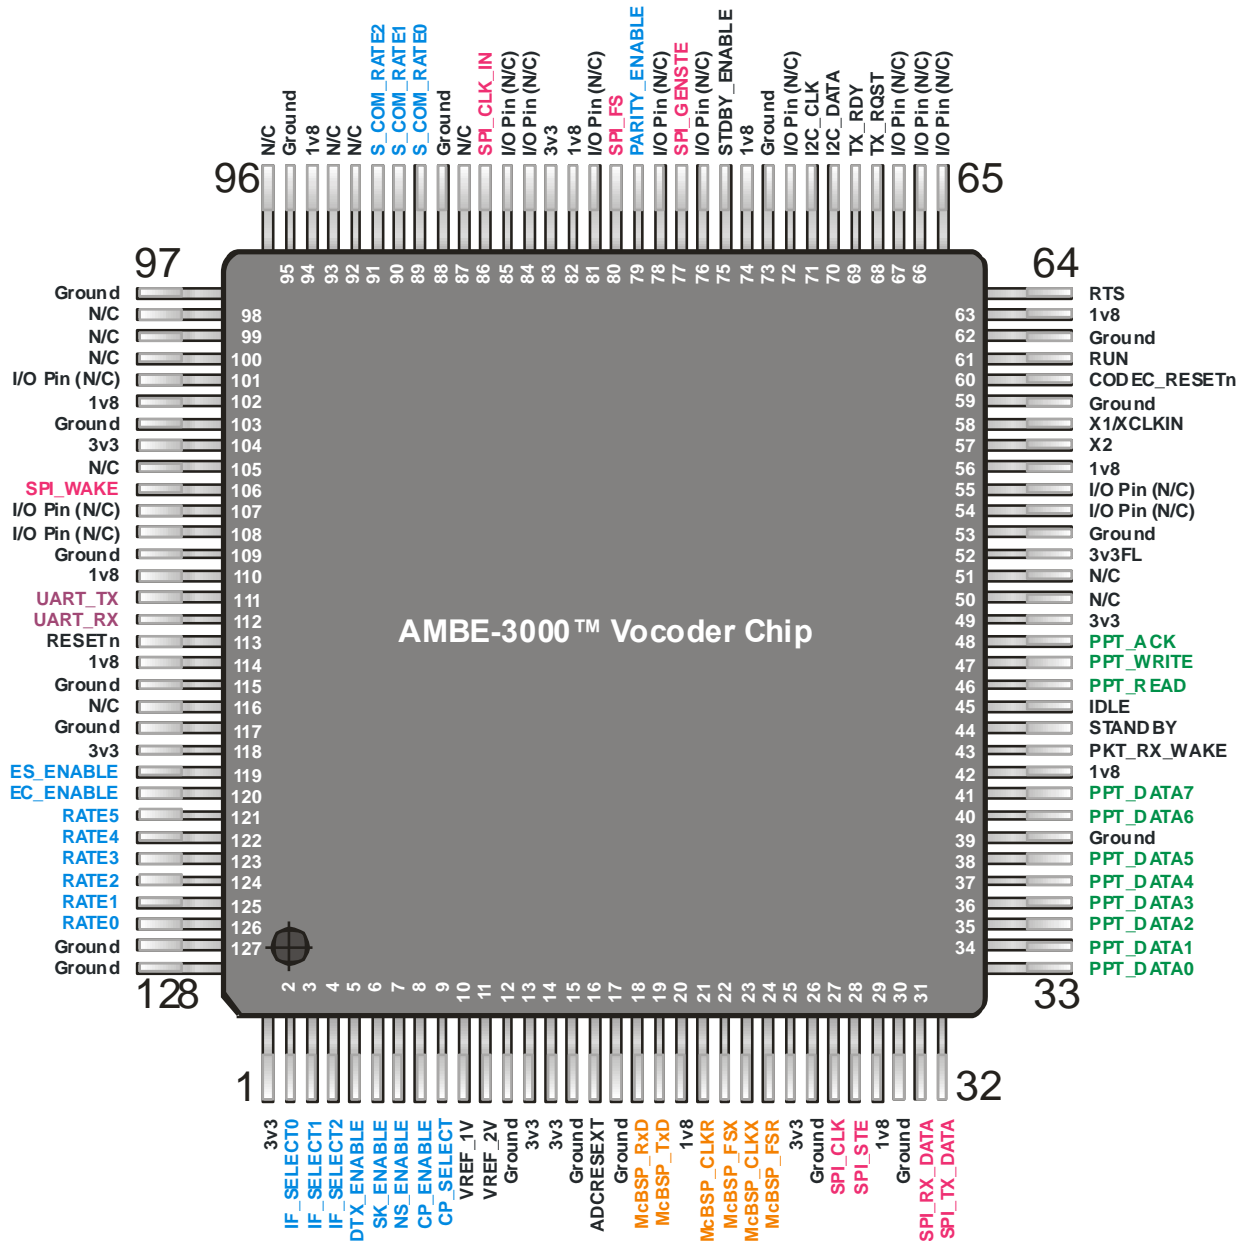 N/C
Ground
1v8
N/C
N/C
S_COM_RATE2
S_COM_RATE1
S_COM_RATE0
Ground
N/C
SPI_CLK_IN
I/O Pin (N/C)
I/O Pin (N/C)
3v3
1v8
I/O Pin (N/C)
SPI_FS
PARITY_ENABLE
I/O Pin (N/C)
SPI_GENSTE
I/O Pin (N/C)
STDBY_ENABLE
1v8
Ground
I/O Pin (N/C)
I2C_CLK
I2C_DATA
TX_RDY
TX_RQST
I/O Pin (N/C)
I/O Pin (N/C)
I/O Pin (N/C)
96
65
95 94 93 92 91 90 89 88 87 86 85 84 83 82 81 80 79 78 77 76 75 74 73 72 71 70 69 68 67 66
97
64
Ground
RTS
N/C 98
63 1v8
N/C 99
62 Ground
N/C 100
61 RUN
I/O Pin (N/C) 101
60 CODEC_RESETn
1v8 102
59 Ground
Ground 103
58 X1/XCLKIN
3v3 104
57 X2
N/C 105
56 1v8
SPI_WAKE 106
55 I/O Pin (N/C)
I/O Pin (N/C) 107
54 I/O Pin (N/C)
I/O Pin (N/C) 108
53 Ground
Ground 109
52 3v3FL
1v8 110
51 N/C
UART_TX 111
50 N/C
UART_RX 112
49 3v3
AMBE-3000™ Vocoder Chip
RESETn 113
48 PPT_ACK
1v8 114
47 PPT_WRITE
Ground 115
46 PPT_READ
N/C 116
45 IDLE
Ground 117
44 STANDBY
3v3 118
43 PKT_RX_WAKE
ES_ENABLE 119
42 1v8
EC_ENABLE 120
41 PPT_DATA7
RATE5 121
40 PPT_DATA6
RATE4 122
39 Ground
RATE3 123
38 PPT_DATA5
RATE2 124
37 PPT_DATA4
RATE1 125
36 PPT_DATA3
RATE0 126
35 PPT_DATA2
Ground 127
34 PPT_DATA1
Ground
PPT_DATA0
128
33
2 3 4 5 6 7 8 9 10 11 12 13 14 15 16 17 18 19 20 21 22 23 24 25 26 27 28 29 30 31
1
32
3v3
IF_SELECT0
IF_SELECT1
IF_SELECT2
DTX_ENABLE
SK_ENABLE
NS_ENABLE
CP_ENABLE
CP_SELECT
VREF_1V
VREF_2V
Ground
3v3
3v3
Ground
ADCRESEXT
Ground
McBSP_RxD
McBSP_TxD
1v8
McBSP_CLKR
McBSP_FSX
McBSP_CLKX
McBSP_FSR
3v3
Ground
SPI_CLK
SPI_STE
1v8
Ground
SPI_RX_DATA
SPI_TX_DATA